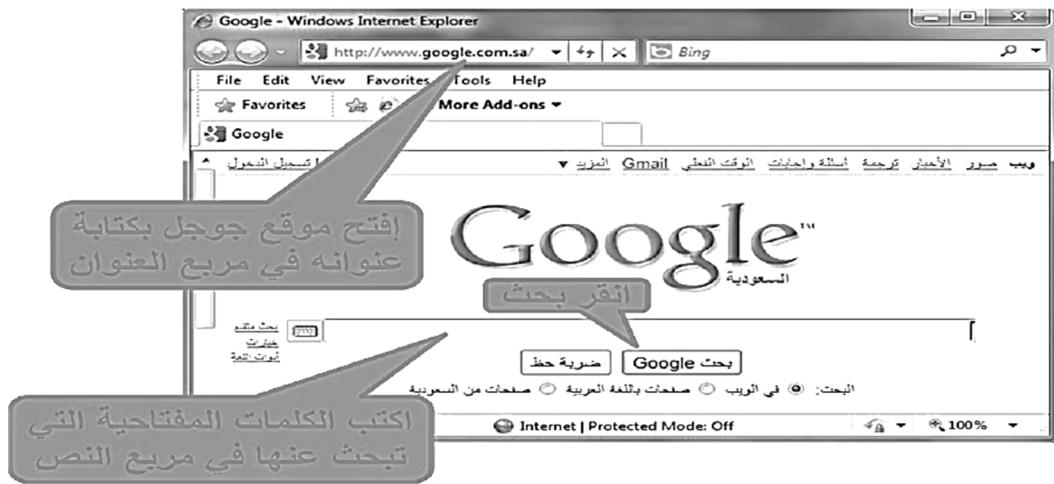 Google - Windows Internet Explorer
http://www.google.com.sa/
Bing
File Edit View Favorites Tools Help
Favorites
More Add-ons
Google
ويب صور الأخبار ترجمة أسئلة وإجابات الوقت الفعلي Gmail المزيد ▼
تسجيل الدخول
إفتح موقع جوجل بكتابة
عنوانه في مربع العنوان
Google™
السعودية
انقر بحث
بحث متقدم
خيارات
أدوات اللغة
بحث Google
ضربة حظ
البحث: في الويب صفحات باللغة العربية صفحات من السعودية
اكتب الكلمات المفتاحية التي
تبحث عنها في مربع النص
Internet | Protected Mode: Off
100%